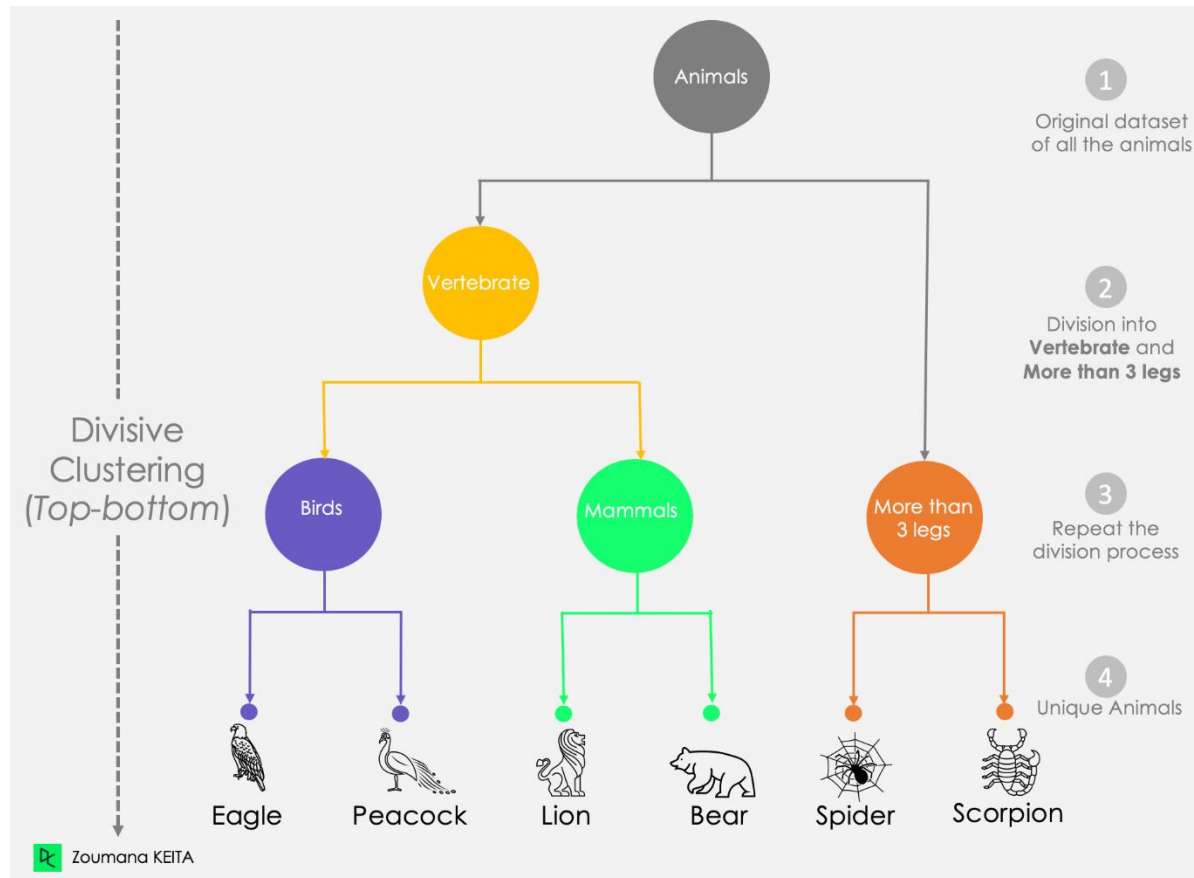 Animals
1
Original dataset
of all the animals
Vertebrate
2
Division into
Vertebrate and
More than 3 legs
Divisive
Clustering
(Top-bottom)
Birds
Mammals
More than
3 legs
3
Repeat the
division process
4
Unique Animals
Eagle
Peacock
Lion
Bear
Spider
Scorpion
DC
Zoumana KEITA